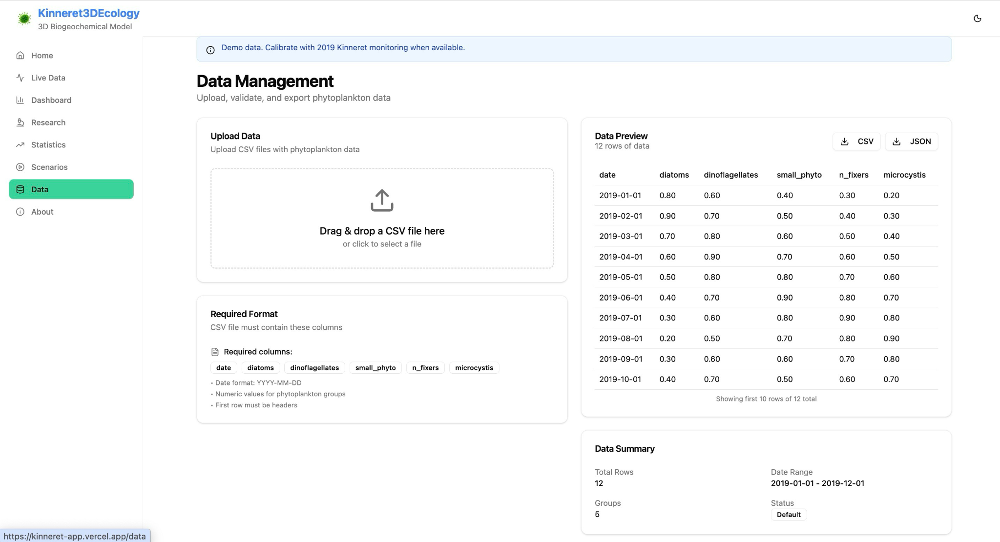 Kinneret3DEcology
3D Biogeochemical Model
Home
Live Data
Dashboard
Research
Statistics
Scenarios
Data
About
Demo data. Calibrate with 2019 Kinneret monitoring when available.
Data Management
Upload, validate, and export phytoplankton data
Upload Data
Upload CSV files with phytoplankton data
Drag & drop a CSV file here
or click to select a file
Required Format
CSV file must contain these columns
Required columns:
date diatoms dinoflagellates small_phyto n_fixers microcystis
• Date format: YYYY-MM-DD
• Numeric values for phytoplankton groups
• First row must be headers
Data Preview
12 rows of data
CSV JSON
date diatoms dinoflagellates small_phyto n_fixers microcystis
2019-01-01 0.80 0.60 0.40 0.30 0.20
2019-02-01 0.90 0.70 0.50 0.40 0.30
2019-03-01 0.70 0.80 0.60 0.50 0.40
2019-04-01 0.60 0.90 0.70 0.60 0.50
2019-05-01 0.50 0.80 0.80 0.70 0.60
2019-06-01 0.40 0.70 0.90 0.80 0.70
2019-07-01 0.30 0.60 0.80 0.90 0.80
2019-08-01 0.20 0.50 0.70 0.80 0.90
2019-09-01 0.30 0.60 0.60 0.70 0.80
2019-10-01 0.40 0.70 0.50 0.60 0.70
Showing first 10 rows of 12 total
Data Summary
Total Rows Date Range
12 2019-01-01 - 2019-12-01
Groups Status
5 Default
https://kinneret-app.vercel.app/data